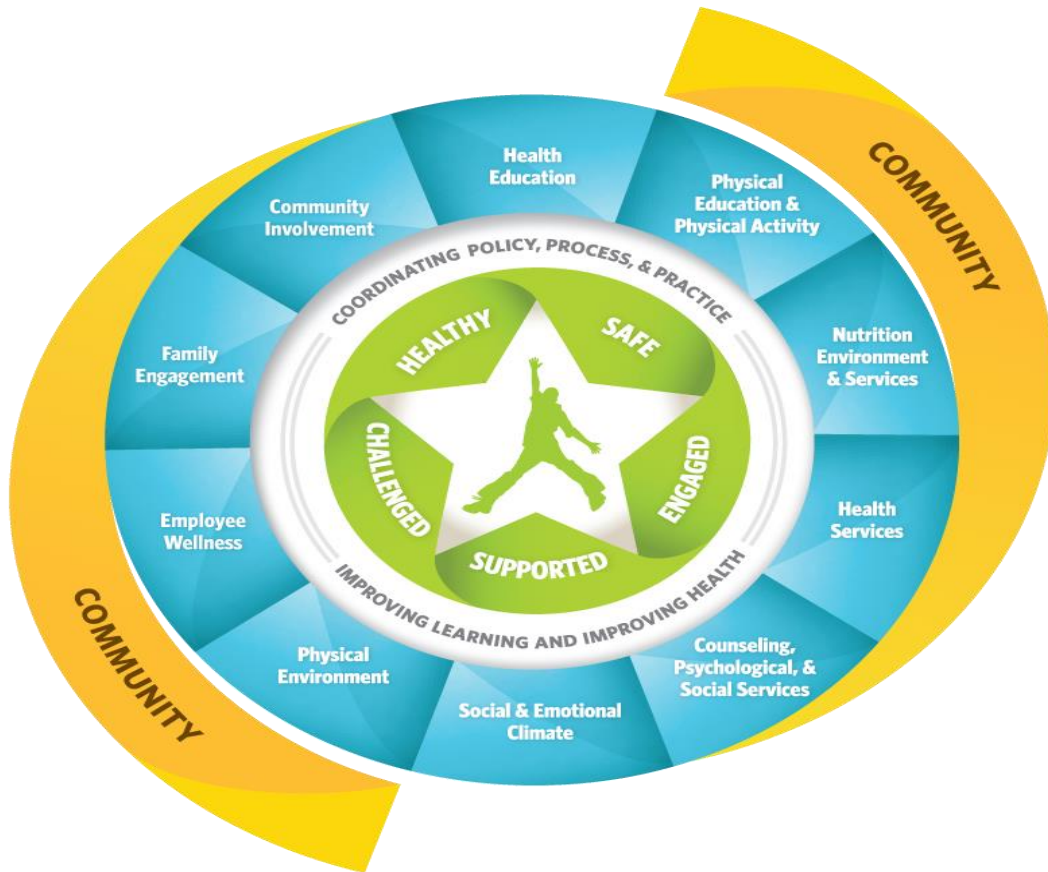 COMMUNITY
Health
Education
Physical
Education &
Physical Activity
Nutrition
Environment
& Services
Health
Services
Counseling,
Psychological, &
Social Services
Social & Emotional
Climate
Physical
Environment
Employee
Wellness
Family
Engagement
Community
Involvement
COORDINATING POLICY, PROCESS, & PRACTICE
IMPROVING LEARNING AND IMPROVING HEALTH
HEALTHY
SAFE
ENGAGED
SUPPORTED
CHALLENGED
COMMUNITY